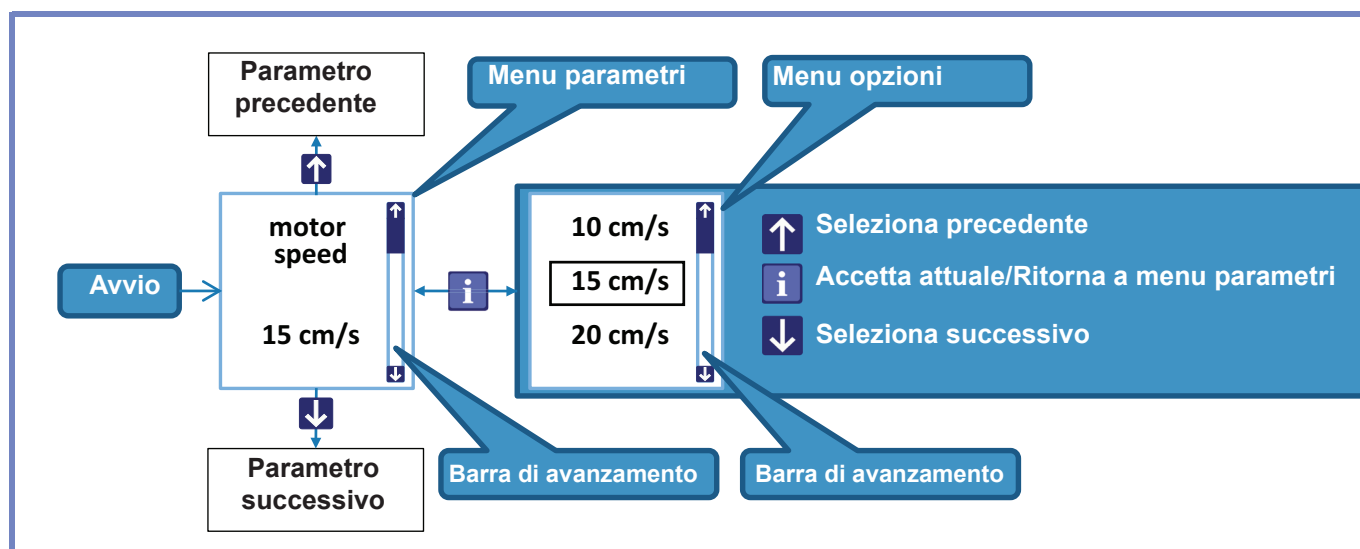 Parametro
precedente
Menu parametri
Menu opzioni
motor
speed
15 cm/s
10 cm/s
15 cm/s
20 cm/s
Seleziona precedente
i
i Accetta attuale/Ritorna a menu parametri
Seleziona successivo
Avvio
Parametro
successivo
Barra di avanzamento
Barra di avanzamento